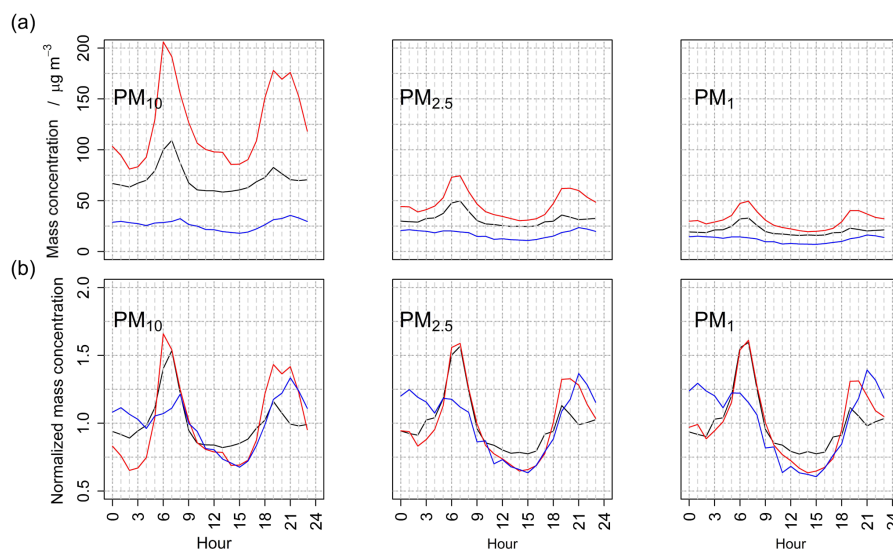 (a)
Mass concentration / μg m⁻³
200
150
100
50
0
PM₁₀
PM₂.₅
PM₁
(b)
Normalized mass concentration
2.0
1.5
1.0
0.5
PM₁₀
PM₂.₅
PM₁
0 3 6 9 12 15 18 21 24
0 3 6 9 12 15 18 21 24
0 3 6 9 12 15 18 21 24
Hour
Hour
Hour